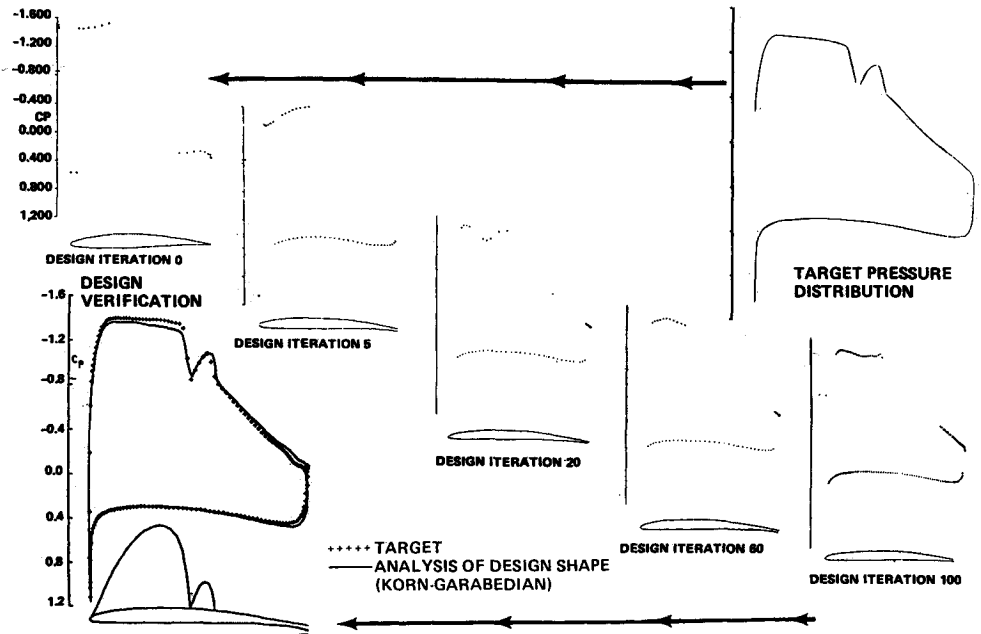 -1.600
-1.200
-0.800
-0.400
CP
0.000
0.400
0.800
1,200
DESIGN ITERATION 0
DESIGN ITERATION 5
DESIGN ITERATION 20
DESIGN ITERATION 60
DESIGN ITERATION 100
TARGET PRESSURE
DISTRIBUTION
DESIGN
VERIFICATION
-1.6
-1.2
CP
-0.8
-0.4
0.0
0.4
0.8
1.2
+++++ TARGET
—— ANALYSIS OF DESIGN SHAPE
(KORN-GARABEDIAN)